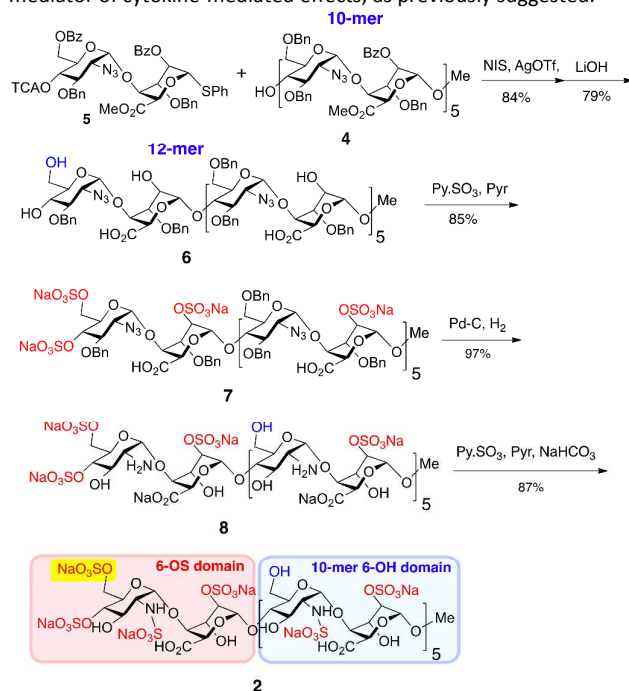 mediator of cytokine-mediated effects, as previously suggested.
10-mer
OBz
O
N3
TCA
O
OBn
O
BzO
O
MeO2C
SPh
OBn
5
+
OBn
O
HO
N3
OBn
O
BzO
O
MeO2C
OBn
O
Me
5
4
NIS, AgOTf,
84%
LiOH
79%
12-mer
OH
O
HO
N3
OBn
O
HO
O
HO2C
OBn
O
OBn
O
N3
OBn
O
HO
O
HO2C
OBn
O
Me
5
6
Py.SO3, Pyr
85%
NaO3SO
NaO3SO
O
N3
OBn
O
OSO3Na
O
HO2C
OBn
O
OBn
O
N3
OBn
O
OSO3Na
O
HO2C
OBn
O
Me
5
7
Pd-C, H2
97%
NaO3SO
NaO3SO
O
HO
H2N
O
OSO3Na
O
NaO2C
OH
O
OH
O
HO
H2N
O
OSO3Na
O
NaO2C
OH
O
Me
5
8
Py.SO3, Pyr, NaHCO3
87%
6-OS domain
10-mer 6-OH domain
NaO3SO
NaO3SO
O
HO
NH
NaO3S
O
OSO3Na
O
HO2C
OH
O
OH
O
HO
NH
NaO3S
O
OSO3Na
O
HO2C
OH
O
Me
5
2